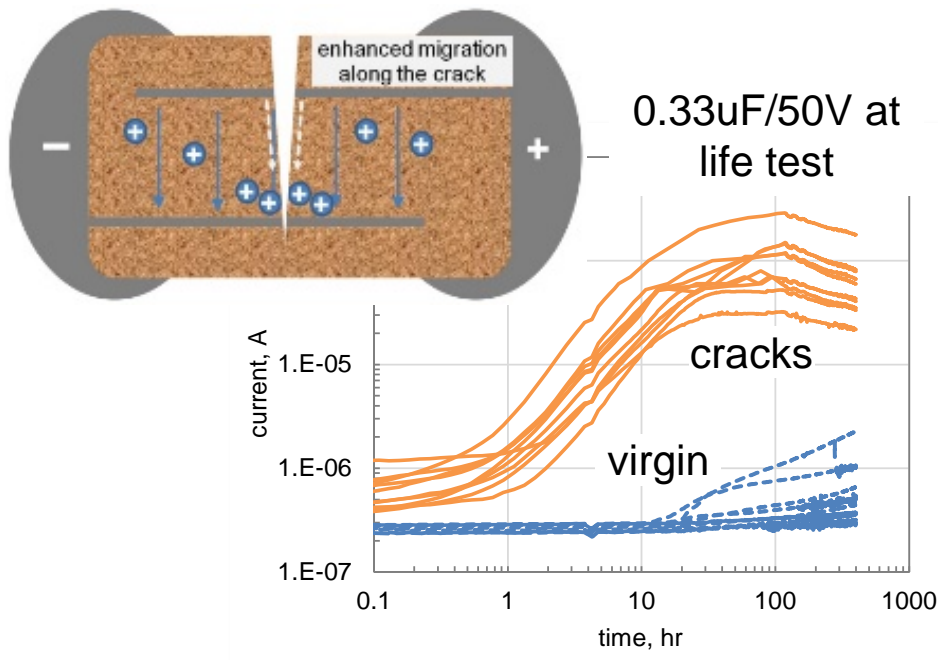 enhanced migration
along the crack
−
+
+
+
+
+
+
+
+
+
0.33uF/50V at
life test
cracks
virgin
current, A
1.E-05
1.E-06
1.E-07
0.1
1
10
100
1000
time, hr